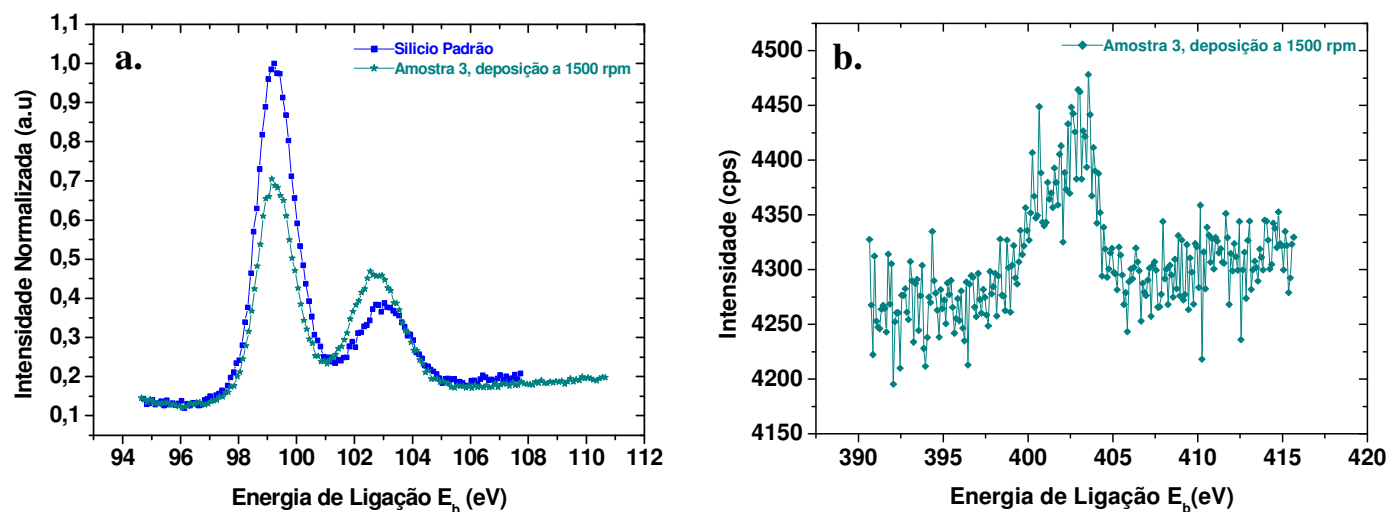 a.
Silicio Padrão
Amostra 3, deposição a 1500 rpm
Intensidade Normalizada (a.u)
1,1
1,0
0,9
0,8
0,7
0,6
0,5
0,4
0,3
0,2
0,1
94 96 98 100 102 104 106 108 110 112
Energia de Ligação E_b (eV)
b.
Amostra 3, deposição a 1500 rpm
Intensidade (cps)
4500
4450
4400
4350
4300
4250
4200
4150
390 395 400 405 410 415 420
Energia de Ligação E_b(eV)